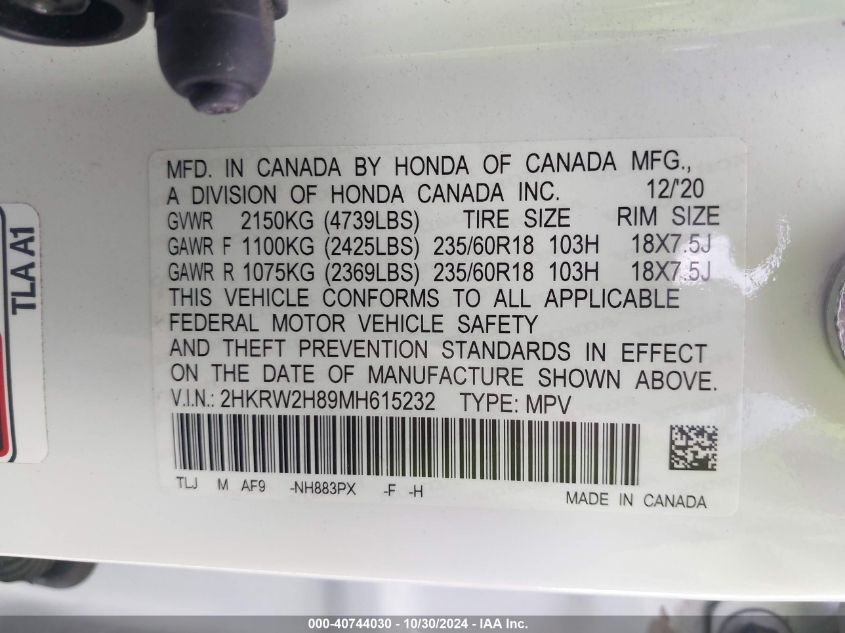 MFD. IN CANADA BY HONDA OF CANADA MFG.,
A DIVISION OF HONDA CANADA INC. 12/'20
GVWR 2150KG (4739LBS) TIRE SIZE RIM SIZE
GAWR F 1100KG (2425LBS) 235/60R18 103H 18X7.5J
GAWR R 1075KG (2369LBS) 235/60R18 103H 18X7.5J
THIS VEHICLE CONFORMS TO ALL APPLICABLE
FEDERAL MOTOR VEHICLE SAFETY
AND THEFT PREVENTION STANDARDS IN EFFECT
ON THE DATE OF MANUFACTURE SHOWN ABOVE.
V.I.N.: 2HKRW2H89MH615232 TYPE: MPV
TLJ M AF9 -NH883PX -F -H
MADE IN CANADA
TLA A1
000-40744030 - 10/30/2024 - IAA Inc.